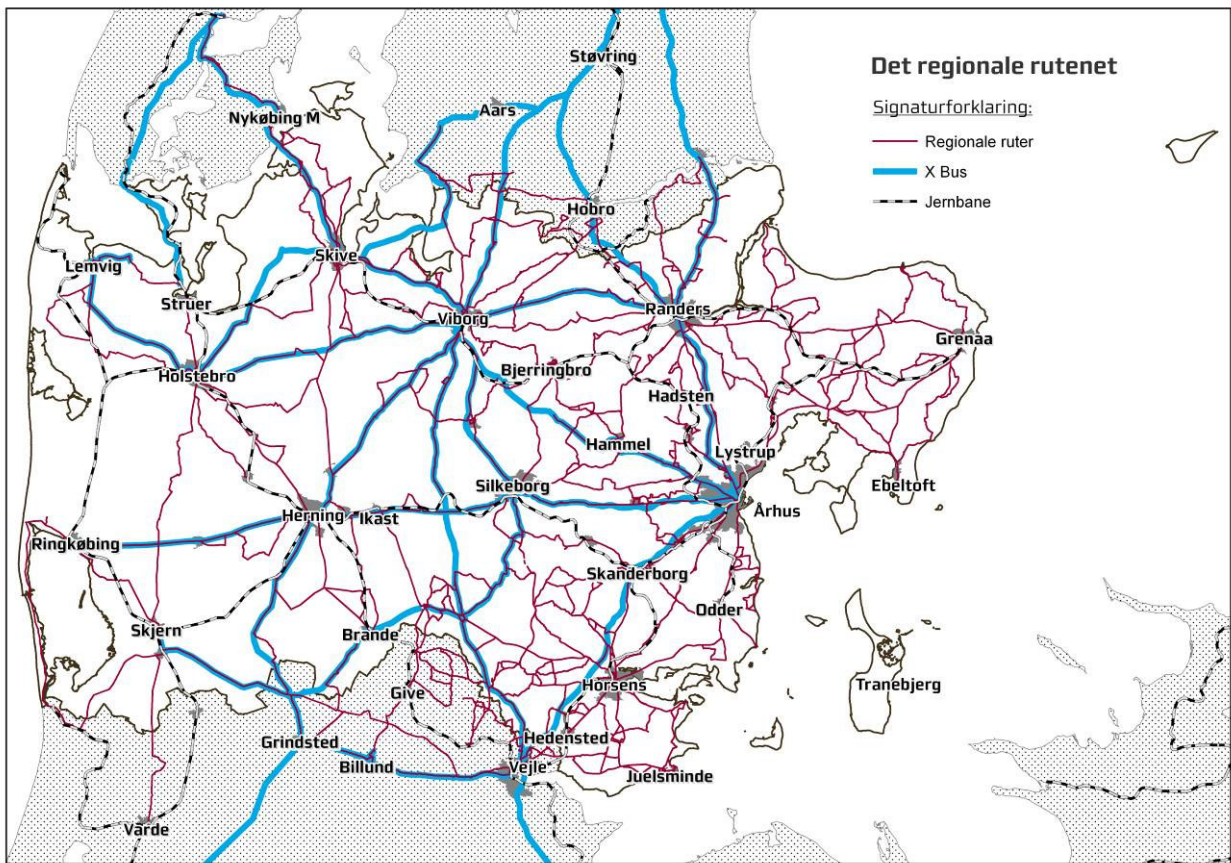 Det regionale rutenet
Signaturforklaring:
Regionale ruter
X Bus
Jernbane
Støvring
Aars
Nykøbing M
Hobro
Skive
Lemvig
Struer
Viborg
Randers
Grenaa
Holstebro
Bjerringbro
Hadsten
Hammel
Lystrup
Silkeborg
Ebeltoft
Århus
Herning
Ikast
Ringkøbing
Skanderborg
Odder
Skjern
Brande
Tranebjerg
Horsens
Give
Grindsted
Hedensted
Billund
Vejle
Juelsminde
Varde